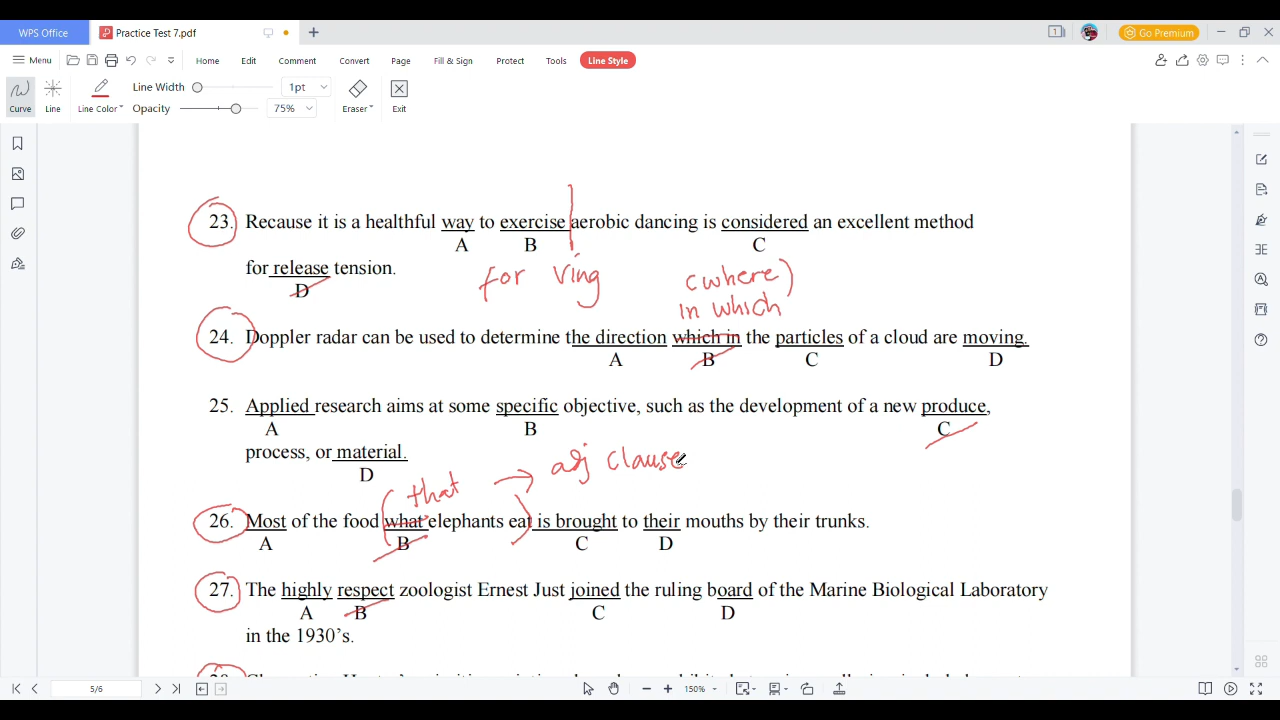 WPS Office
Practice Test 7.pdf
Go Premium
Menu
Home
Edit
Comment
Convert
Page
Fill & Sign
Protect
Tools
Line Style
Curve
Line
Line Color
Line Width
1pt
Opacity
75%
Eraser
Exit
23. Recause it is a healthful way to exercise aerobic dancing is considered an excellent method
A B C
for release tension.
D
for Ving
(where)
in which
24. Doppler radar can be used to determine the direction which in the particles of a cloud are moving.
A B C D
25. Applied research aims at some specific objective, such as the development of a new produce,
A B C
process, or material.
D
that
adj clause
26. Most of the food what elephants eat is brought to their mouths by their trunks.
A B C D
27. The highly respect zoologist Ernest Just joined the ruling board of the Marine Biological Laboratory
A B C D
in the 1930’s.
5/6
150%